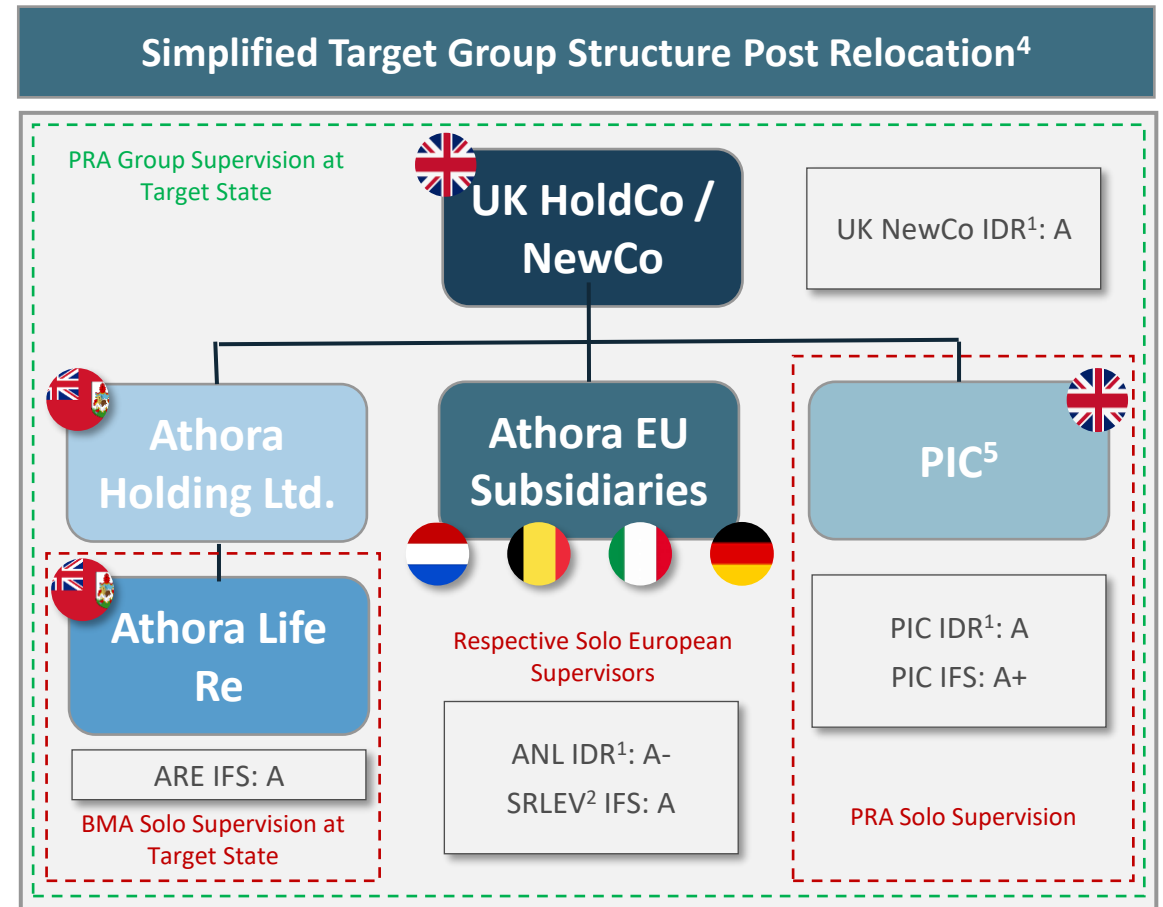 Simplified Target Group Structure Post Relocation⁴
PRA Group Supervision at
Target State
UK HoldCo /
NewCo
UK NewCo IDR¹: A
Athora
Holding Ltd.
Athora EU
Subsidiaries
PIC⁵
Athora Life
Re
ARE IFS: A
BMA Solo Supervision at
Target State
Respective Solo European
Supervisors
ANL IDR¹: A-
SRLEV² IFS: A
PIC IDR¹: A
PIC IFS: A+
PRA Solo Supervision